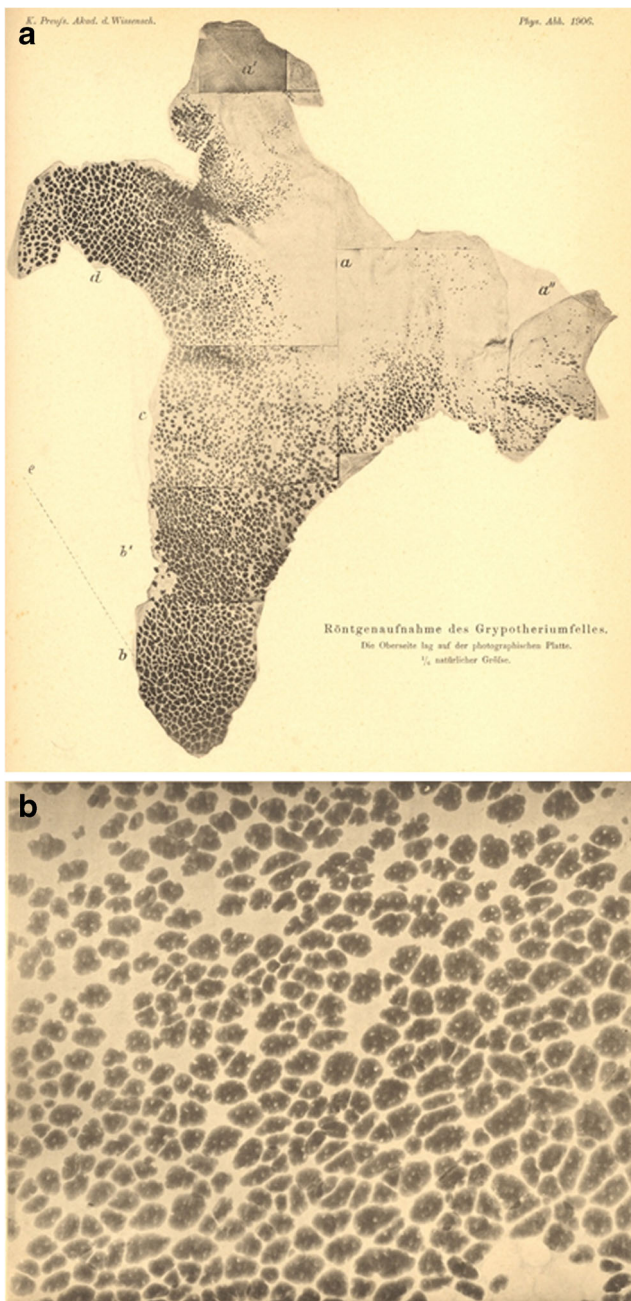 a
K. Preuſs. Akad. d. Wissensch.
Phys. Abh. 1906.
a'
a
a"
d
c
e
b'
b
Röntgenaufnahme des Grypotheriumfelles.
Die Oberseite lag auf der photographischen Platte.
natürlicher Gröſse.
b